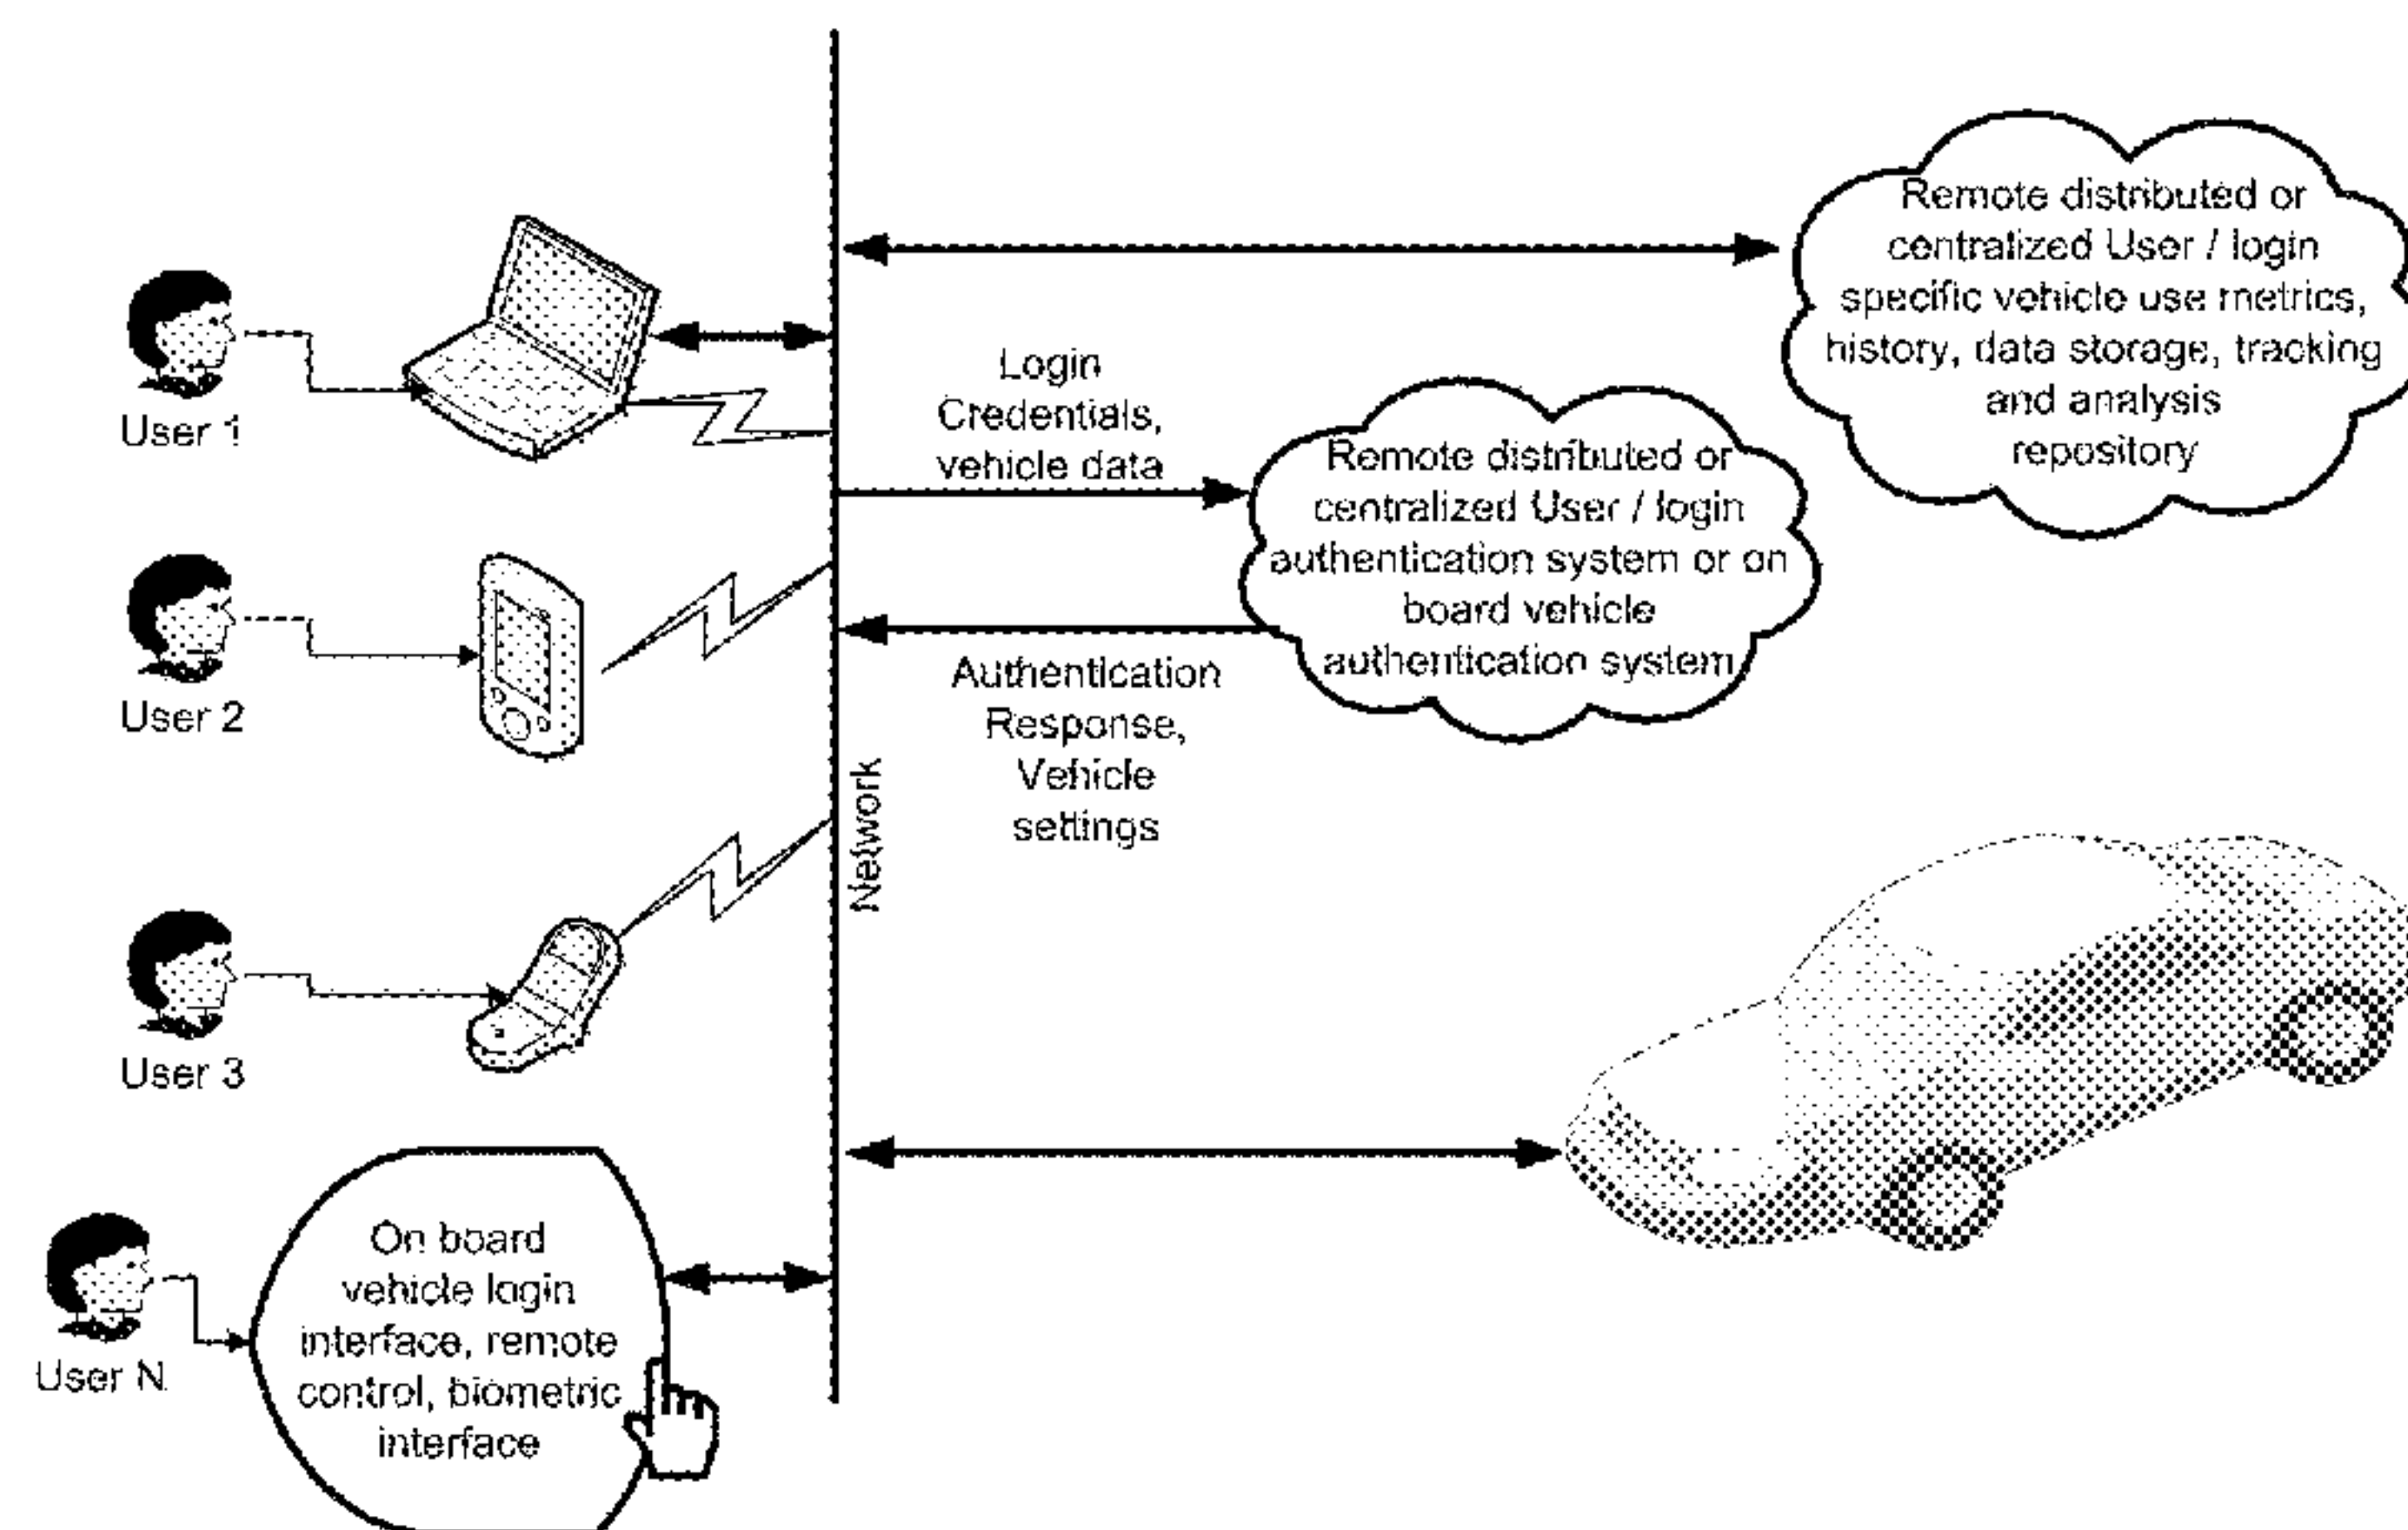 Remote distributed or
centralized User / login
specific vehicle use metrics,
history, data storage, tracking
and analysis
repository
User 1
Login
Credentials,
vehicle data
Remote distributed or
centralized User / login
authentication system or on
board vehicle
authentication system
User 2
Authentication
Response,
Vehicle
settings
Network
User 3
On board
vehicle login
interface, remote
control, biometric
interface
User N